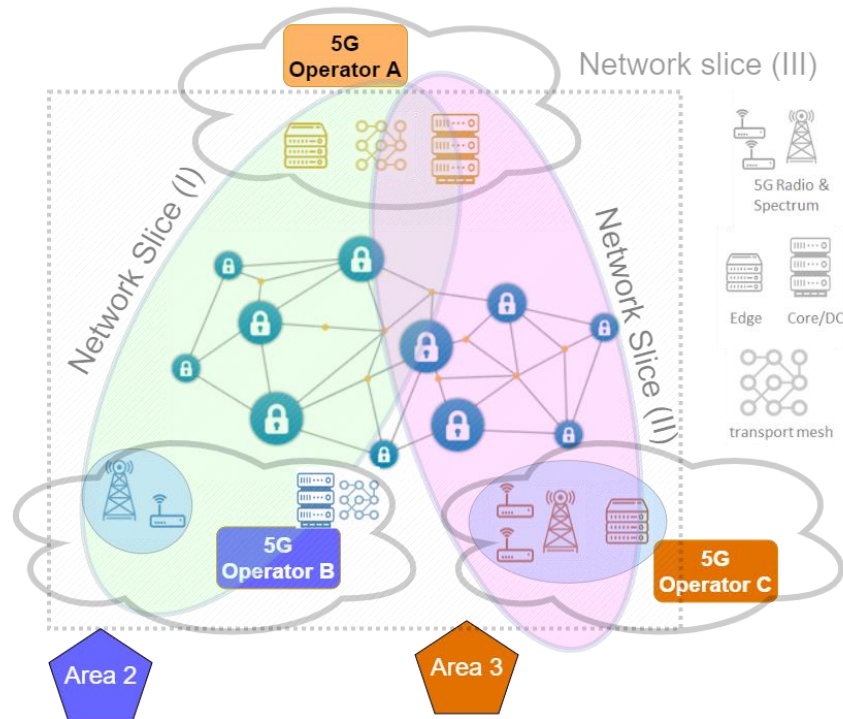 5G
Operator A
Network slice (III)
Network Slice (I)
Network Slice (II)
5G Radio &
Spectrum
Edge
Core/DC
transport mesh
5G
Operator B
5G
Operator C
Area 2
Area 3